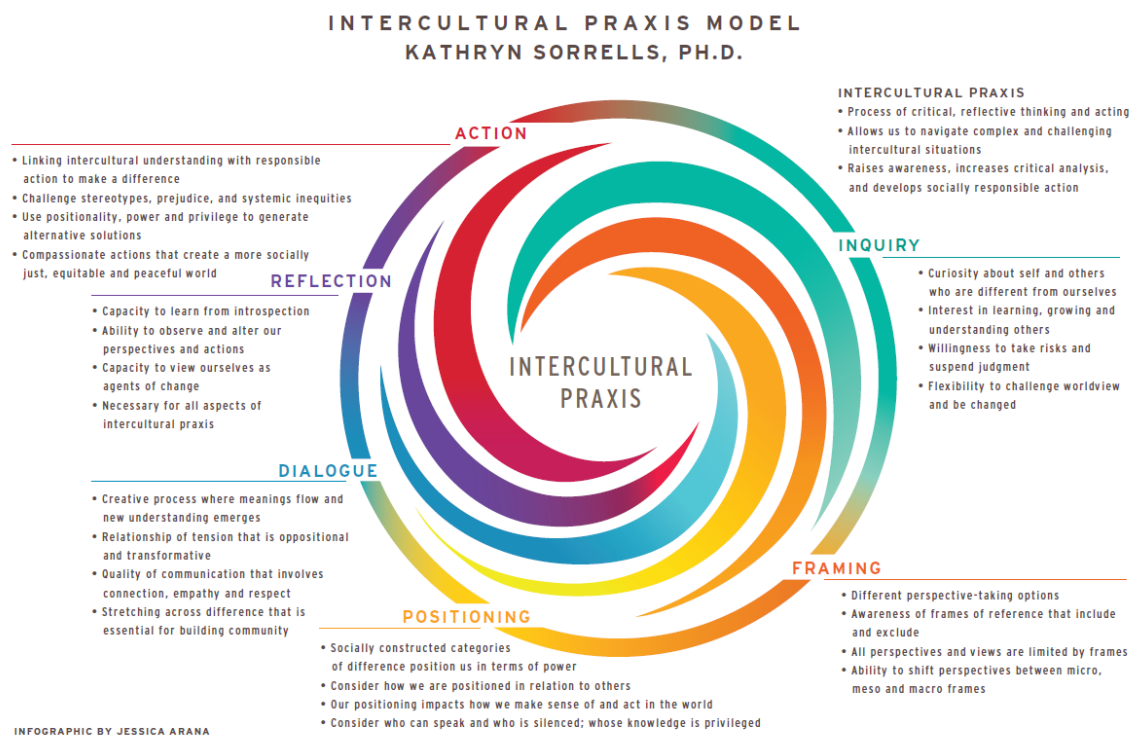 INTERCULTURAL PRAXIS MODEL
KATHRYN SORRELLS, PH.D.
INTERCULTURAL PRAXIS
• Process of critical, reflective thinking and acting
• Allows us to navigate complex and challenging
intercultural situations
• Raises awareness, increases critical analysis,
and develops socially responsible action
INQUIRY
• Curiosity about self and others
who are different from ourselves
• Interest in learning, growing and
understanding others
• Willingness to take risks and
suspend judgment
• Flexibility to challenge worldview
and be changed
FRAMING
• Different perspective-taking options
• Awareness of frames of reference that include
and exclude
• All perspectives and views are limited by frames
• Ability to shift perspectives between micro,
meso and macro frames
POSITIONING
• Socially constructed categories
of difference position us in terms of power
• Consider how we are positioned in relation to others
• Our positioning impacts how we make sense of and act in the world
• Consider who can speak and who is silenced; whose knowledge is privileged
DIALOGUE
• Creative process where meanings flow and
new understanding emerges
• Relationship of tension that is oppositional
and transformative
• Quality of communication that involves
connection, empathy and respect
• Stretching across difference that is
essential for building community
REFLECTION
• Capacity to learn from introspection
• Ability to observe and alter our
perspectives and actions
• Capacity to view ourselves as
agents of change
• Necessary for all aspects of
intercultural praxis
ACTION
• Linking intercultural understanding with responsible
action to make a difference
• Challenge stereotypes, prejudice, and systemic inequities
• Use positionality, power and privilege to generate
alternative solutions
• Compassionate actions that create a more socially
just, equitable and peaceful world
INTERCULTURAL
PRAXIS
INFOGRAPHIC BY JESSICA ARANA